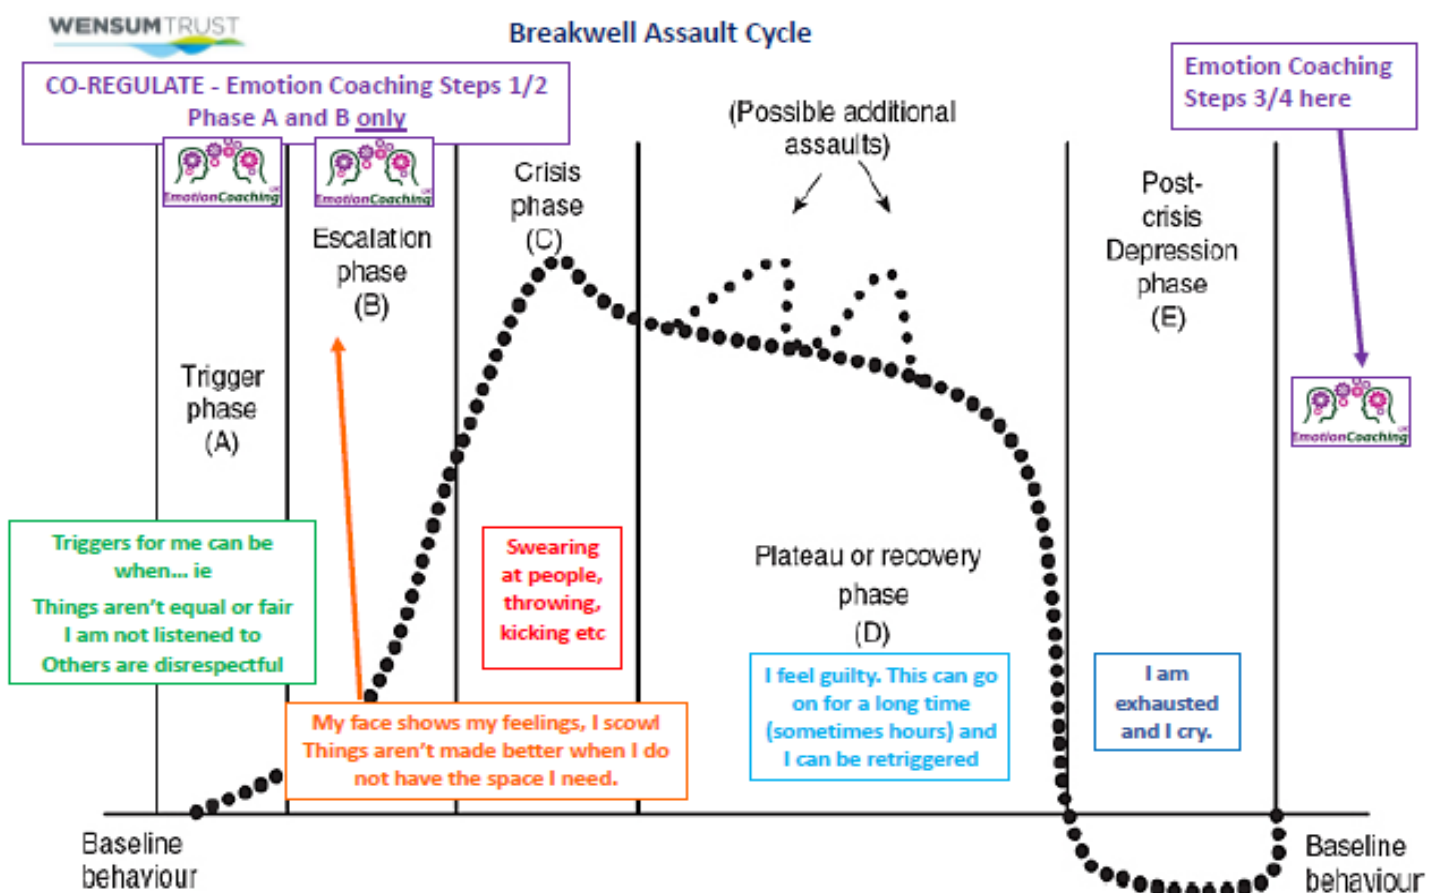 WENSUMTRUST
Breakwell Assault Cycle
CO-REGULATE - Emotion Coaching Steps 1/2
Phase A and B only
Emotion Coaching
Steps 3/4 here
EmotionCoachingUK
EmotionCoachingUK
(Possible additional
assaults)
Crisis
phase
(C)
Post-
crisis
Depression
phase
(E)
Escalation
phase
(B)
Trigger
phase
(A)
EmotionCoachingUK
Triggers for me can be
when... ie
Things aren't equal or fair
I am not listened to
Others are disrespectful
Swearing
at people,
throwing,
kicking etc
Plateau or recovery
phase
(D)
I feel guilty. This can go
on for a long time
(sometimes hours) and
I can be retriggered
I am
exhausted
and I cry.
My face shows my feelings, I scowl
Things aren't made better when I do
not have the space I need.
Baseline
behaviour
Baseline
behaviour